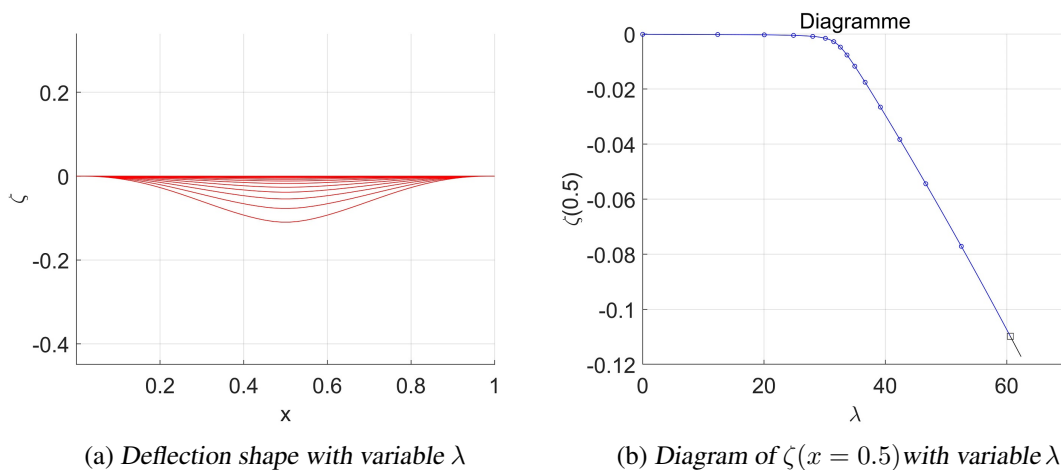 0.2
0
-0.2
-0.4
ζ
0.2
0.4
0.6
0.8
1
x
(a) Deflection shape with variable λ
Diagramme
0
-0.02
-0.04
-0.06
-0.08
-0.1
-0.12
ζ(0.5)
0
20
40
60
λ
(b) Diagram of ζ(x = 0.5)with variable λ